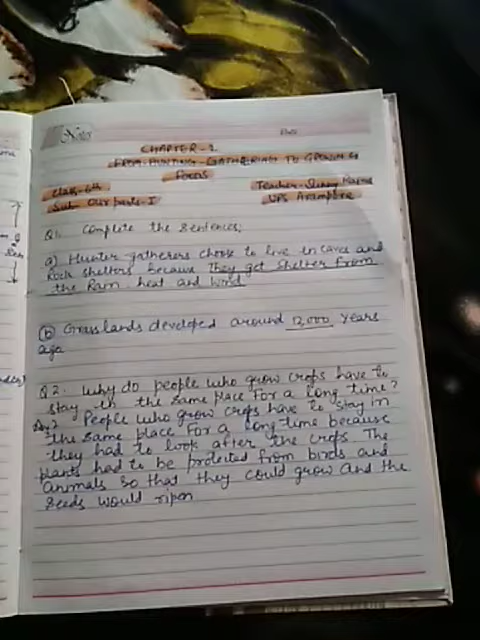 Notes
Date
CHAPTER-2
FROM-HUNTING-GATHERING TO GROWING
FOODS
Class-6th
Teacher-Sunny
Sub:- Our pasts-I
UPS
Q1. Complete the sentences;
a) Hunter gatherers choose to live in caves and
Rock shelters because They get shelter from
the Rain heat and wind
(b) Grasslands developed around 12,000 years
ago
Q2. Why do people who grow crops have to
stay in the same place for a long time?
Ans? People who grow crops have to stay in
the same place for a long time because
they had to look after the crops The
plants had to be protected from birds and
animals so that they could grow and the
seeds would ripen